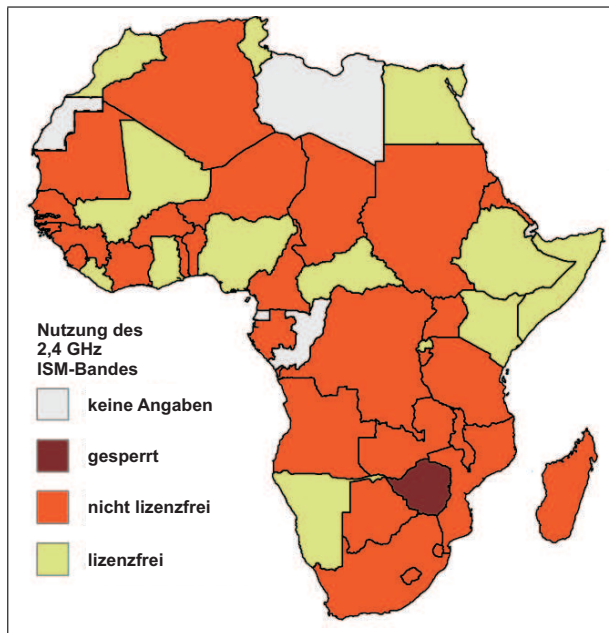 Nutzung des
2,4 GHz
ISM-Bandes
keine Angaben
gesperrt
nicht lizenzfrei
lizenzfrei